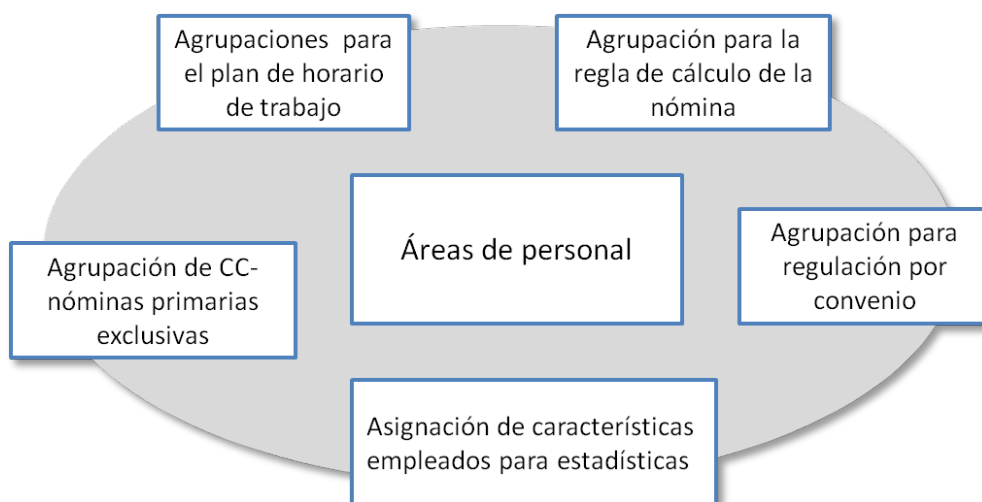 Agrupaciones para
el plan de horario
de trabajo
Agrupación para la
regla de cálculo de la
nómina
Áreas de personal
Agrupación para
regulación por
convenio
Agrupación de CC-
nóminas primarias
exclusivas
Asignación de características
empleados para estadísticas